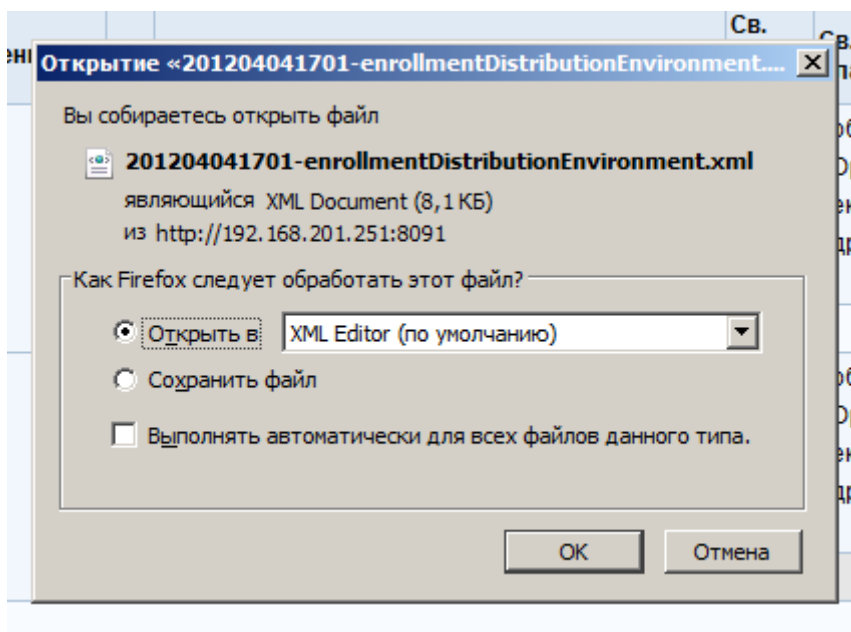 Св.
Открытие «201204041701-enrollmentDistributionEnvironment....
Вы собираетесь открыть файл
201204041701-enrollmentDistributionEnvironment.xml
являющийся XML Document (8,1 КБ)
из http://192.168.201.251:8091
Как Firefox следует обработать этот файл?
Открыть в XML Editor (по умолчанию)
Сохранить файл
Выполнять автоматически для всех файлов данного типа.
OK Отмена